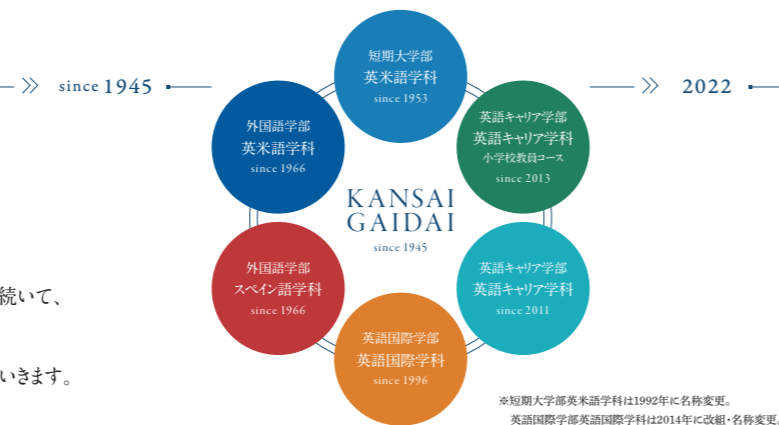 since 1945
2022
短期大学部
英米語学科
since 1953
英語キャリア学部
英語キャリア学科
小学校教員コース
since 2013
英語キャリア学部
英語キャリア学科
since 2011
英語国際学部
英語国際学科
since 1996
外国語学部
スペイン語学科
since 1966
外国語学部
英米語学科
since 1966
KANSAI
GAIDAI
since 1945
続いて、
いきます。
※短期大学部英米語学科は1992年に名称変更。
英語国際学部英語国際学科は2014年に改組・名称変更。